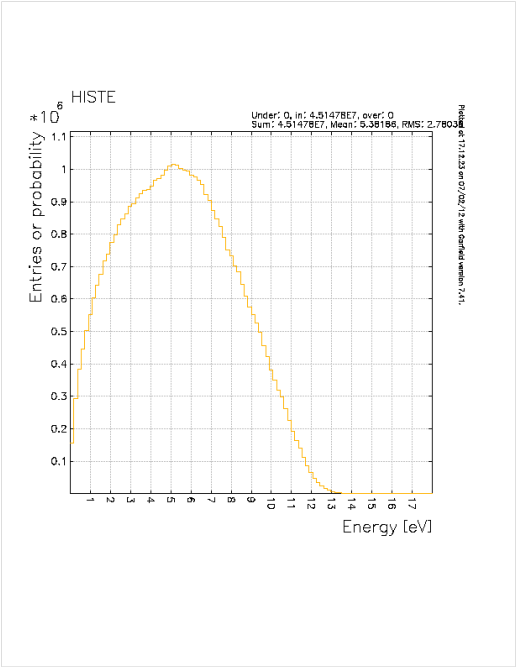 HISTE
Under: 0, in: 4.51478E7, over: 0
Sum: 4.51478E7, Mean: 5.38166, RMS: 2.78035
*10 6
Entries or probability
1.1
1
0.9
0.8
0.7
0.6
0.5
0.4
0.3
0.2
0.1
1 2 3 4 5 6 7 8 9 10 11 12 13 14 15 16 17
Energy [eV]
Plotted at 17.12.23 on 07/02/12 with Garfield version 7.41.